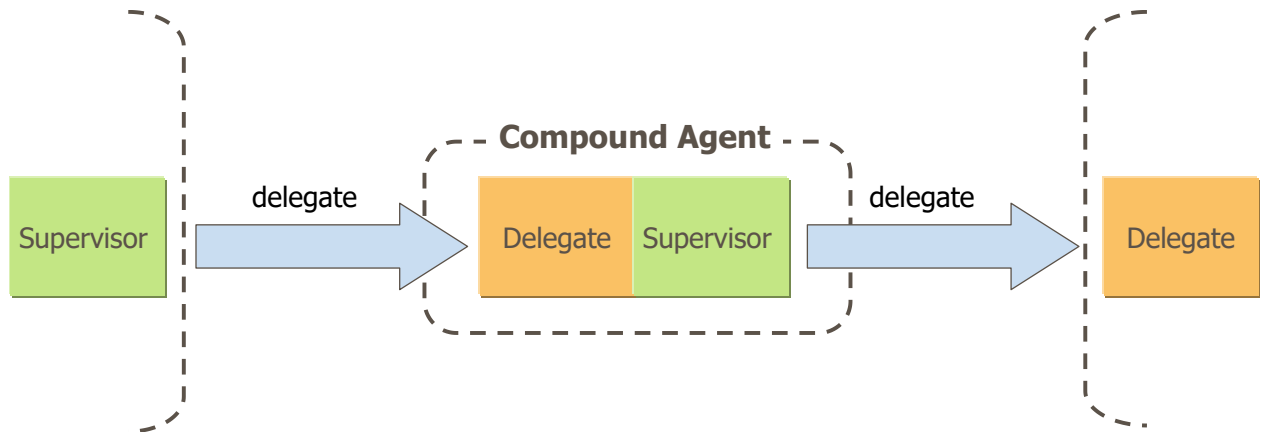 Compound Agent
delegate
delegate
Supervisor
Delegate
Supervisor
Delegate